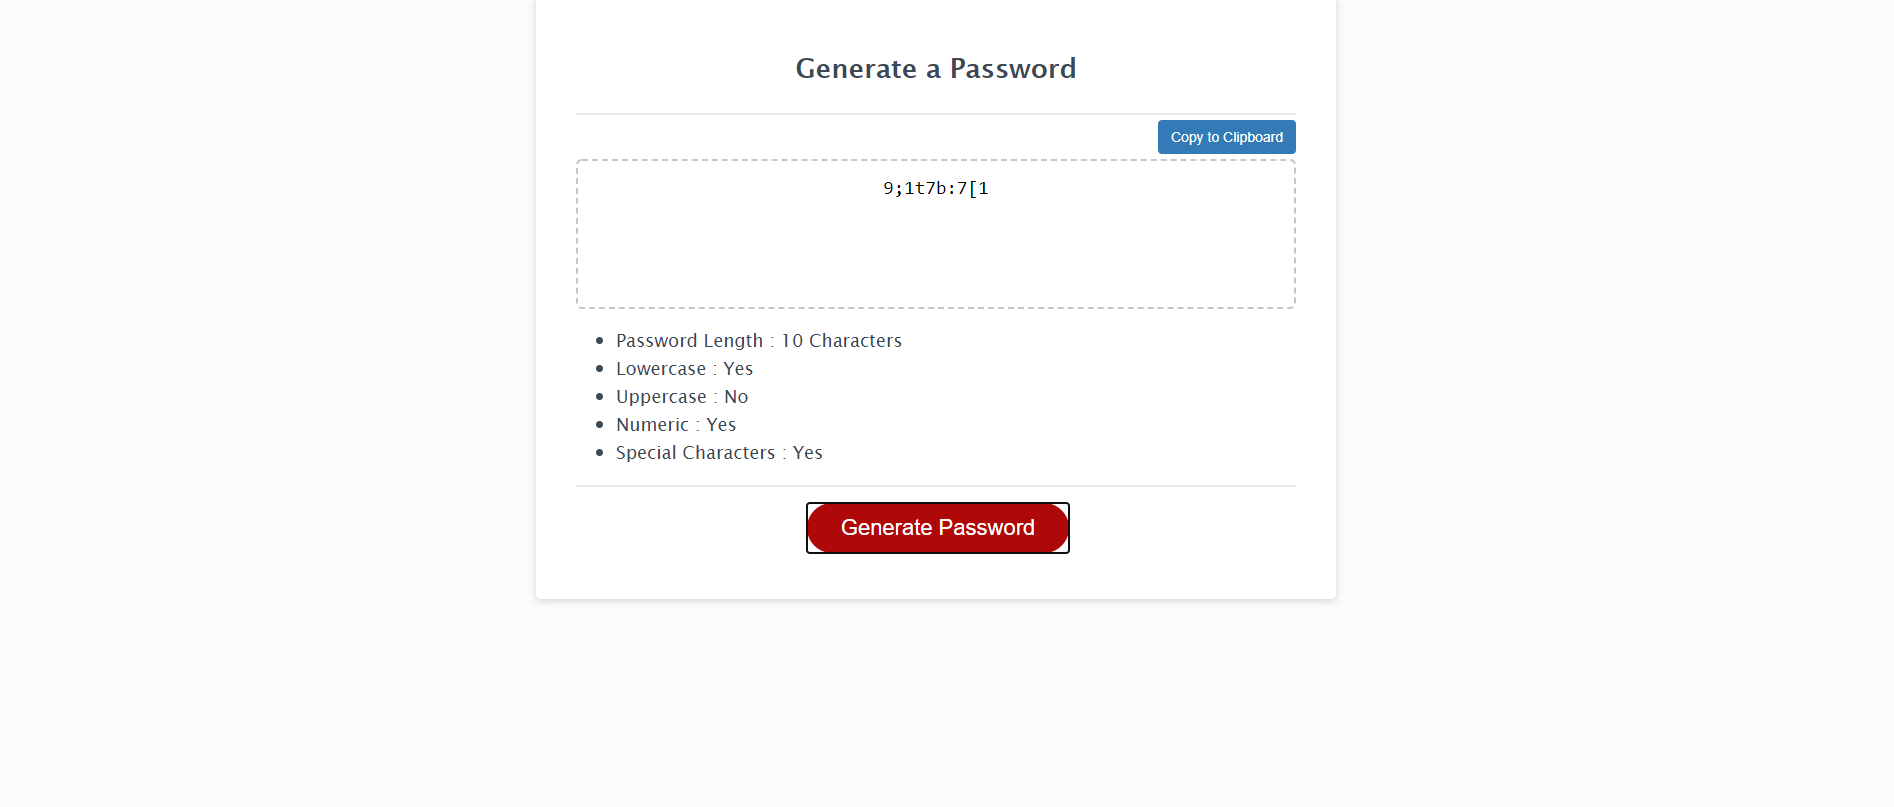 Generate a Password
Copy to Clipboard
9;1t7b:7[1
Password Length : 10 Characters
Lowercase : Yes
Uppercase : No
Numeric : Yes
Special Characters : Yes
Generate Password